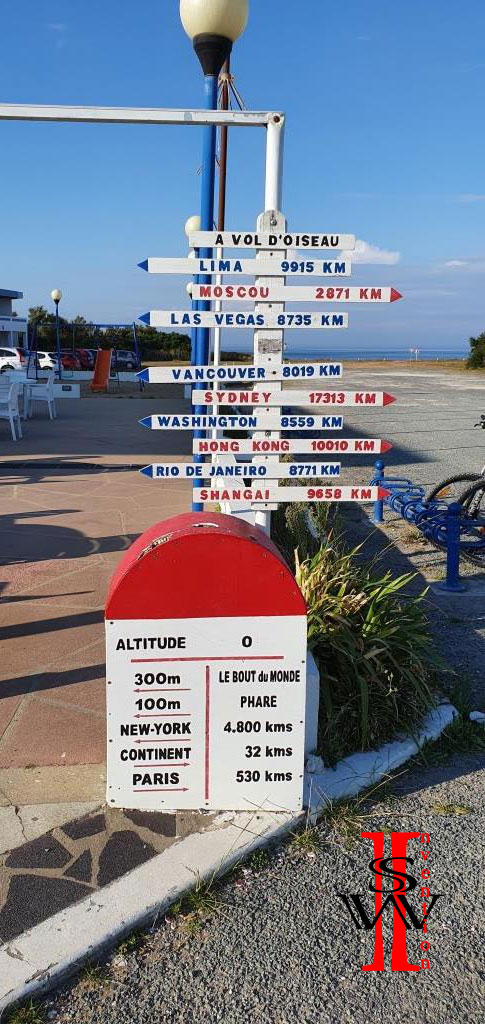 A VOL D'OISEAU
LIMA 9915 KM
MOSCOU 2871 KM
LAS VEGAS 8735 KM
VANCOUVER 8019 KM
SYDNEY 17313 KM
WASHINGTON 8559 KM
HONG KONG 10010 KM
RIO DE JANEIRO 8771 KM
SHANGAI 9658 KM
ALTITUDE 0
300m LE BOUT du MONDE
100m PHARE
NEW-YORK 4.800 kms
CONTINENT 32 kms
PARIS 530 kms
Invention
SW